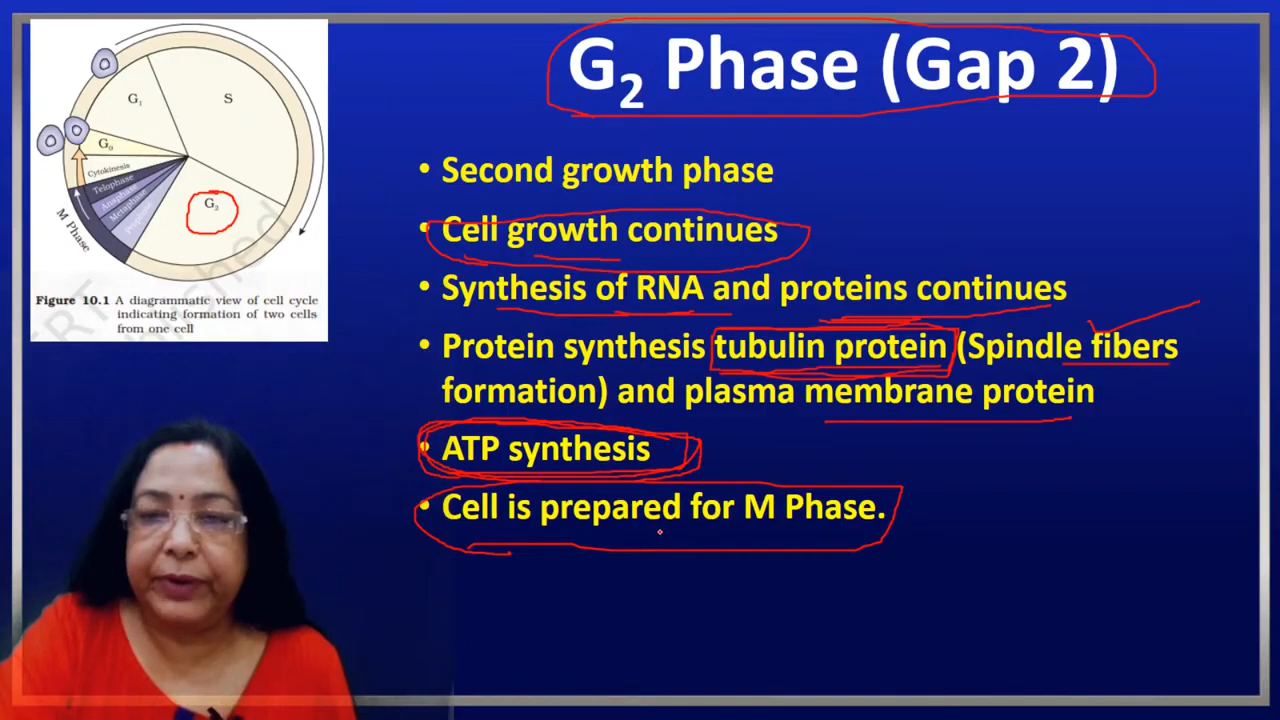 G₂ Phase (Gap 2)
• Second growth phase
• Cell growth continues
• Synthesis of RNA and proteins continues
• Protein synthesis tubulin protein (Spindle fibers
formation) and plasma membrane protein
• ATP synthesis
• Cell is prepared for M Phase.
G₁
S
G₀
Cytokinesis
Telophase
Anaphase
Metaphase
Prophase
G₂
M Phase
Figure 10.1 A diagrammatic view of cell cycle
indicating formation of two cells
from one cell